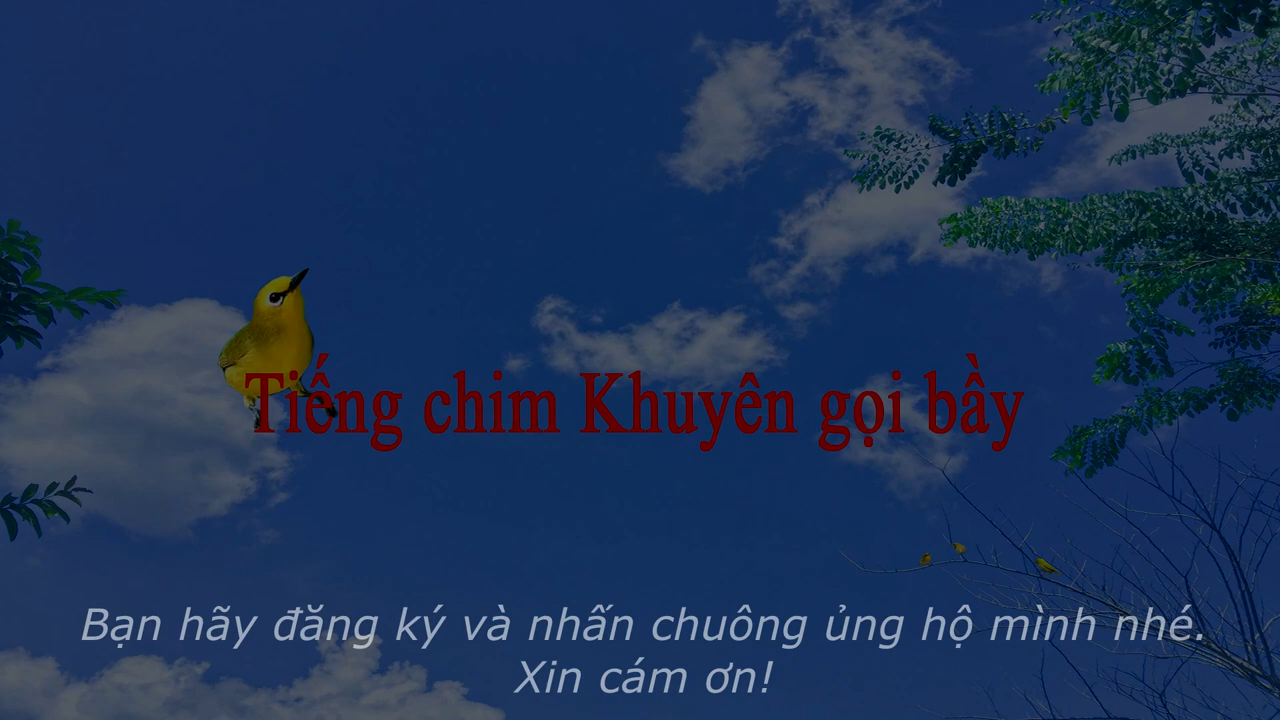 Tiếng chim Khuyên gọi bầy
Bạn hãy đăng ký và nhấn chuông ủng hộ mình nhé.
Xin cám ơn!